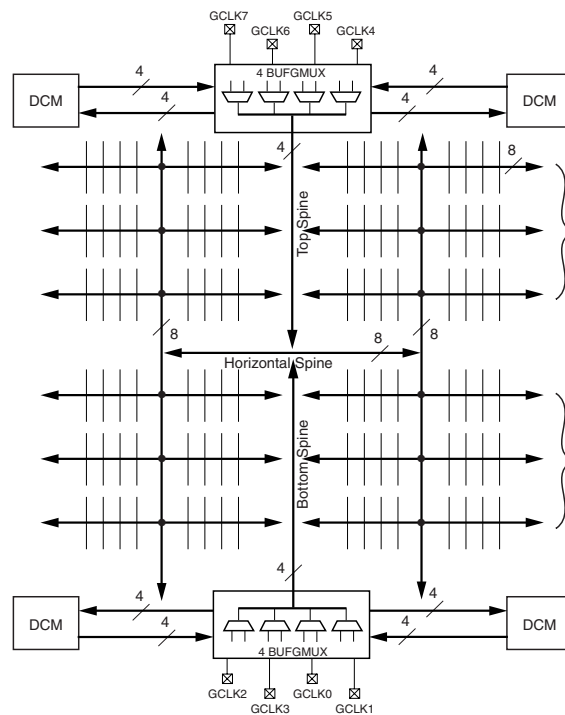 GCLK7
GCLK5
GCLK6
GCLK4
4 BUFGMUX
4
4
DCM
DCM
4
4
4
8
Top Spine
8
8
8
Horizontal Spine
Bottom Spine
4
4
4
DCM
DCM
4
4
4 BUFGMUX
GCLK2
GCLK0
GCLK3
GCLK1